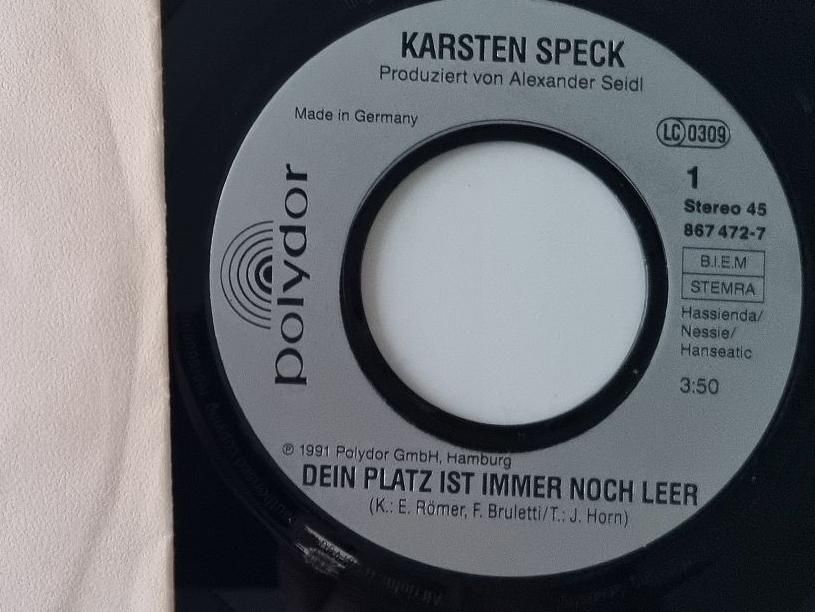 KARSTEN SPECK
Produziert von Alexander Seidl
Made in Germany
LC 0309
polydor
1
Stereo 45
867 472-7
B.I.E.M
STEMRA
Hassienda/
Nessie/
Hanseatic
3:50
℗ 1991 Polydor GmbH, Hamburg
DEIN PLATZ IST IMMER NOCH LEER
(K.: E. Römer, F. Bruletti/T.: J. Horn)